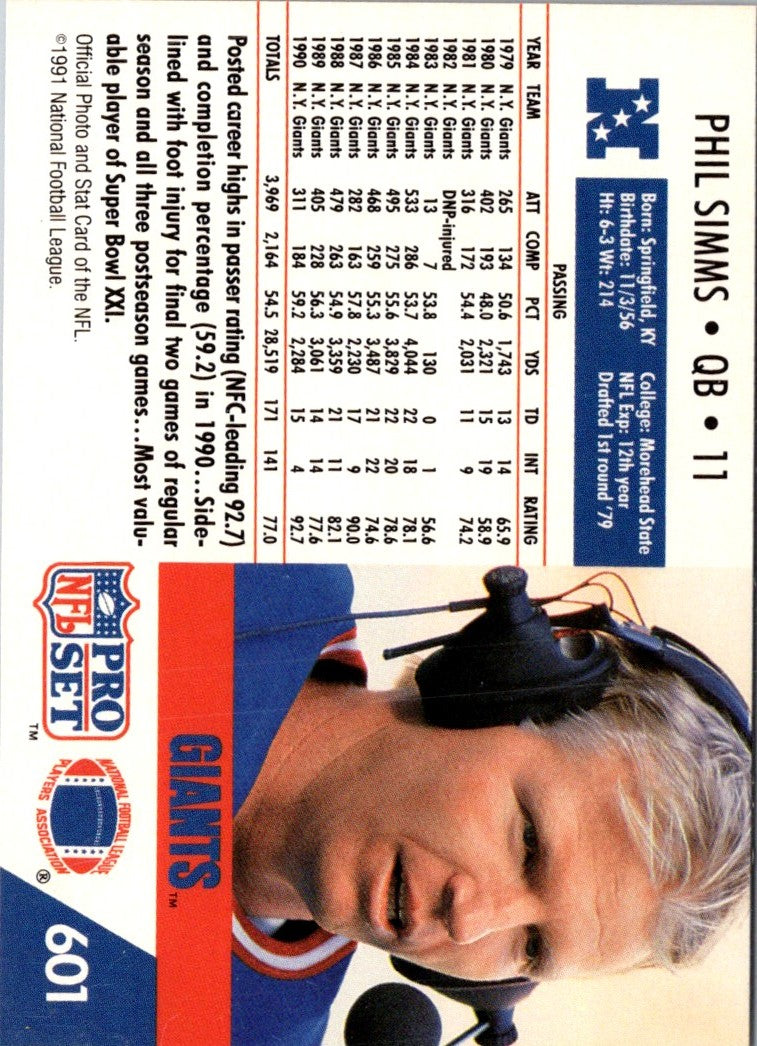 PHIL SIMMS • QB • 11
N
Born: Springfield, KY College: Morehead State
Birthdate: 11/3/56 NFL Exp: 12th year
Ht: 6-3 Wt: 214 Drafted 1st round '79
PASSING
YEAR TEAM ATT COMP PCT YDS TD INT RATING
1979 N.Y. Giants 265 134 50.6 1,743 13 14 65.9
1980 N.Y. Giants 402 193 48.0 2,321 15 19 58.9
1981 N.Y. Giants 316 172 54.4 2,031 11 9 74.2
1982 N.Y. Giants DNP-injured
1983 N.Y. Giants 13 7 53.8 130 0 1 56.6
1984 N.Y. Giants 533 286 53.7 4,044 22 18 78.1
1985 N.Y. Giants 495 275 55.6 3,829 22 20 78.6
1986 N.Y. Giants 468 259 55.3 3,487 21 22 74.6
1987 N.Y. Giants 282 163 57.8 2,230 17 9 90.0
1988 N.Y. Giants 479 263 54.9 3,359 21 11 82.1
1989 N.Y. Giants 405 228 56.3 3,061 14 14 77.6
1990 N.Y. Giants 311 184 59.2 2,284 15 4 92.7
TOTALS 3,969 2,164 54.5 28,519 171 141 77.0
Posted career highs in passer rating (NFC-leading 92.7)
and completion percentage (59.2) in 1990...Side-
lined with foot injury for final two games of regular
season and all three postseason games...Most valu-
able player of Super Bowl XXI.
Official Photo and Stat Card of the NFL.
©1991 National Football League.
GIANTS™
PRO
NFL SET™
NATIONAL FOOTBALL LEAGUE
PLAYERS ASSOCIATION®
601